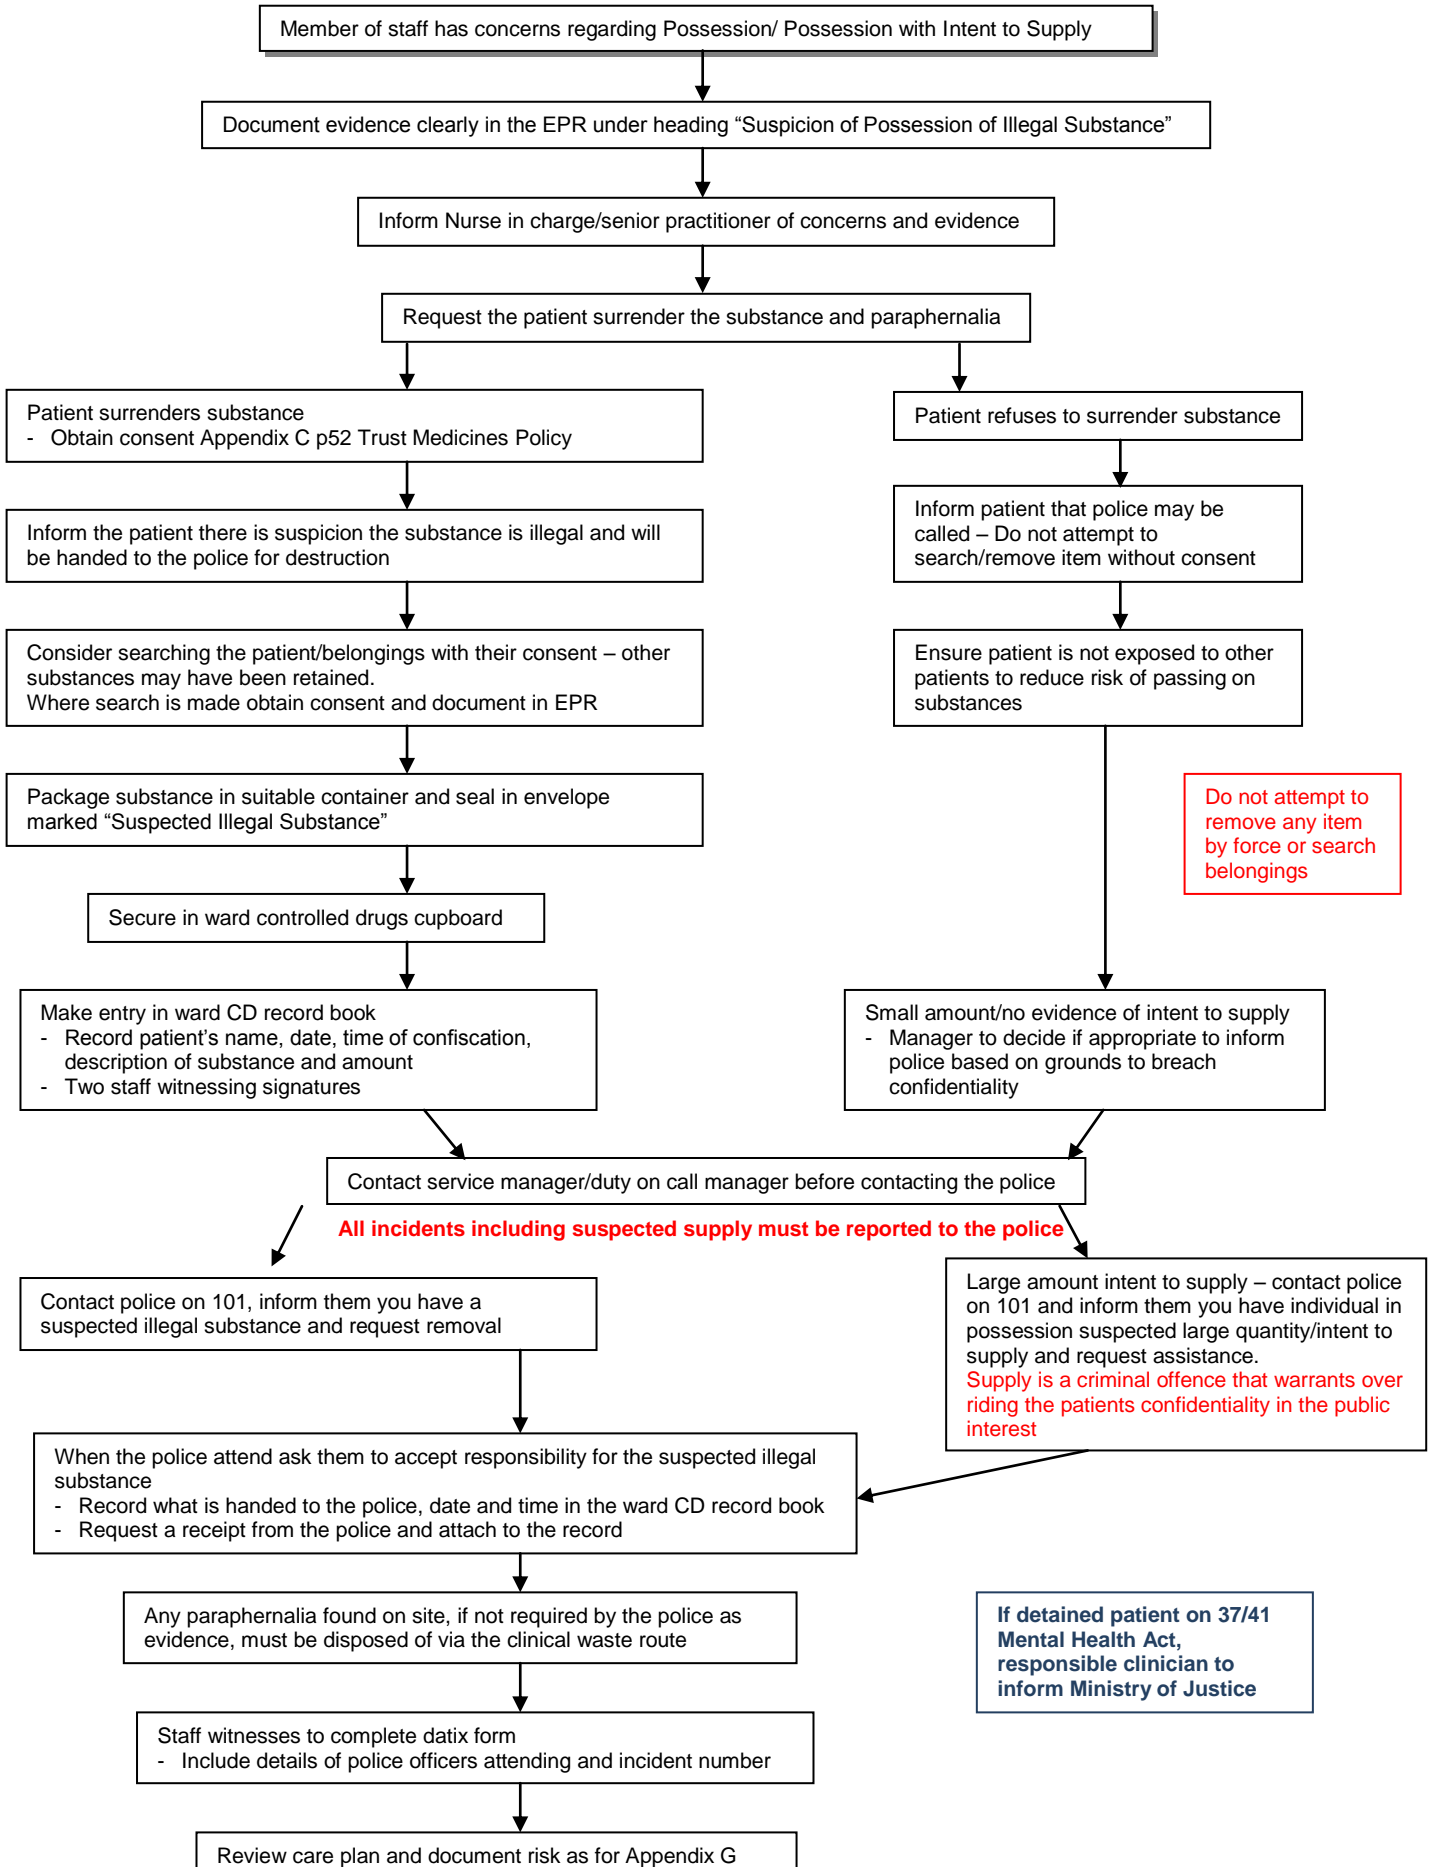 Member of staff has concerns regarding Possession/ Possession with Intent to Supply
Document evidence clearly in the EPR under heading “Suspicion of Possession of Illegal Substance”
Inform Nurse in charge/senior practitioner of concerns and evidence
Request the patient surrender the substance and paraphernalia
Patient surrenders substance
- Obtain consent Appendix C p52 Trust Medicines Policy
Patient refuses to surrender substance
Inform the patient there is suspicion the substance is illegal and will
be handed to the police for destruction
Inform patient that police may be
called – Do not attempt to
search/remove item without consent
Consider searching the patient/belongings with their consent – other
substances may have been retained.
Where search is made obtain consent and document in EPR
Ensure patient is not exposed to other
patients to reduce risk of passing on
substances
Package substance in suitable container and seal in envelope
marked “Suspected Illegal Substance”
Do not attempt to
remove any item
by force or search
belongings
Secure in ward controlled drugs cupboard
Make entry in ward CD record book
- Record patient’s name, date, time of confiscation,
description of substance and amount
- Two staff witnessing signatures
Small amount/no evidence of intent to supply
- Manager to decide if appropriate to inform
police based on grounds to breach
confidentiality
Contact service manager/duty on call manager before contacting the police
All incidents including suspected supply must be reported to the police
Contact police on 101, inform them you have a
suspected illegal substance and request removal
Large amount intent to supply – contact police
on 101 and inform them you have individual in
possession suspected large quantity/intent to
supply and request assistance.
Supply is a criminal offence that warrants over
riding the patients confidentiality in the public
interest
When the police attend ask them to accept responsibility for the suspected illegal
substance
- Record what is handed to the police, date and time in the ward CD record book
- Request a receipt from the police and attach to the record
Any paraphernalia found on site, if not required by the police as
evidence, must be disposed of via the clinical waste route
If detained patient on 37/41
Mental Health Act,
responsible clinician to
inform Ministry of Justice
Staff witnesses to complete datix form
- Include details of police officers attending and incident number
Review care plan and document risk as for Appendix G